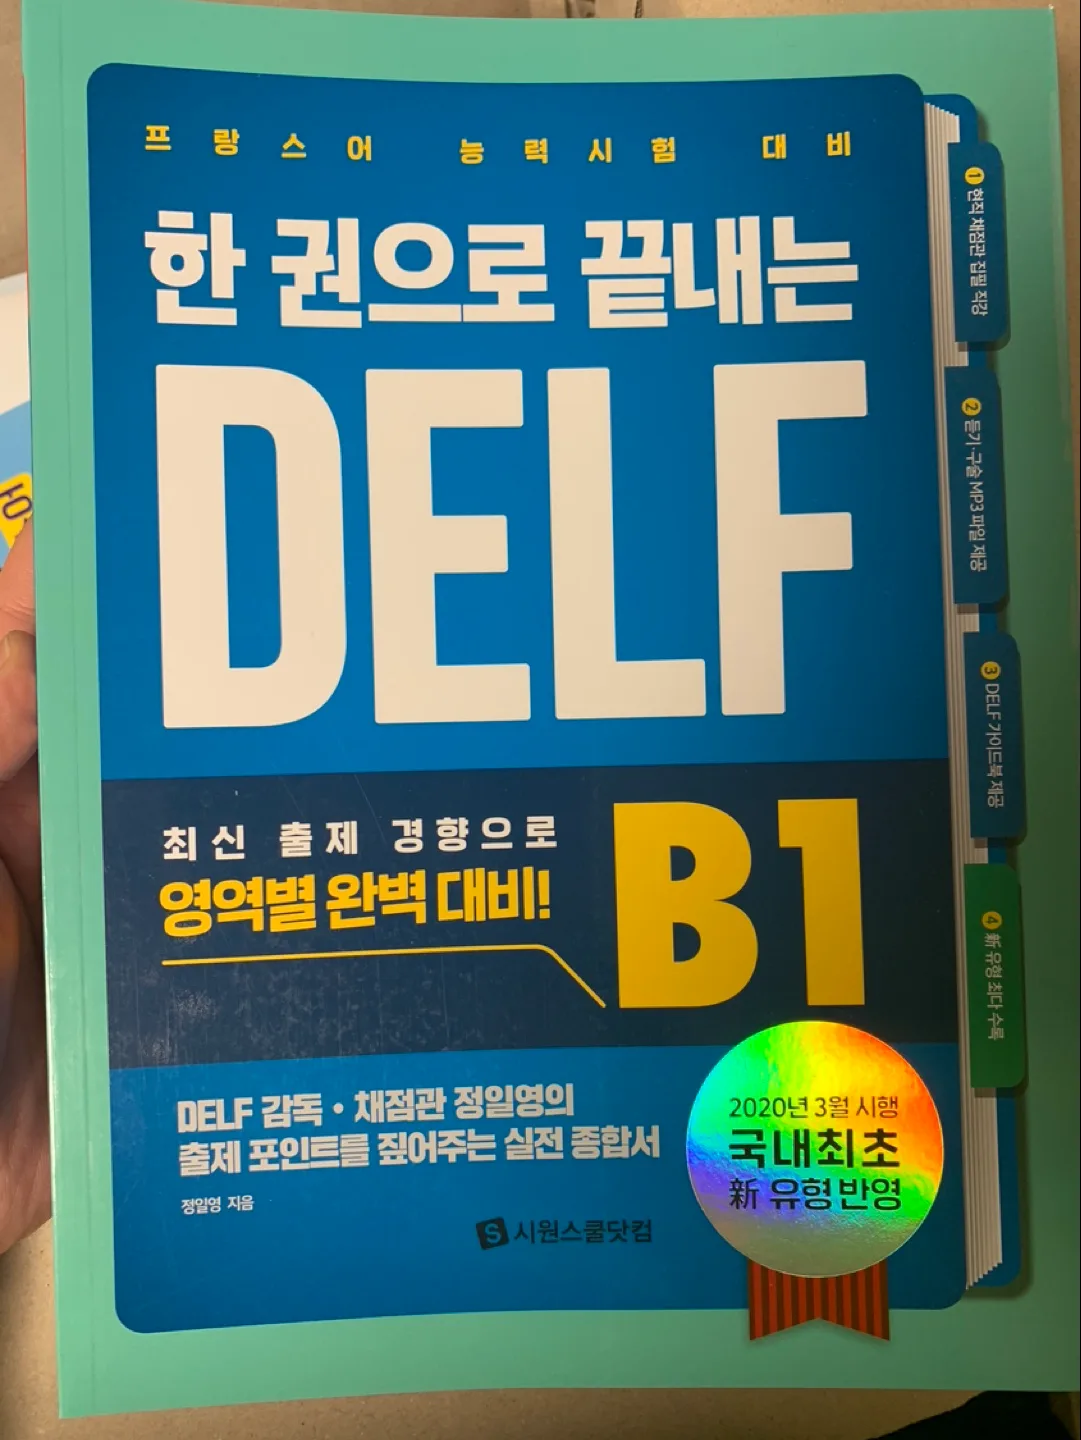 프랑스어 능력시험 대비
한 권으로 끝내는
DELF
최신 출제 경향으로
영역별 완벽 대비!
B1
DELF 감독・채점관 정일영의
출제 포인트를 짚어주는 실전 종합서
정일영 지음
S 시원스쿨닷컴
2020년 3월 시행
국내최초
新 유형 반영
1 현직 채점관 집필 직강
2 듣기·구술 MP3 파일 제공
3 DELF 가이드북 제공
4 新 유형 최다 수록